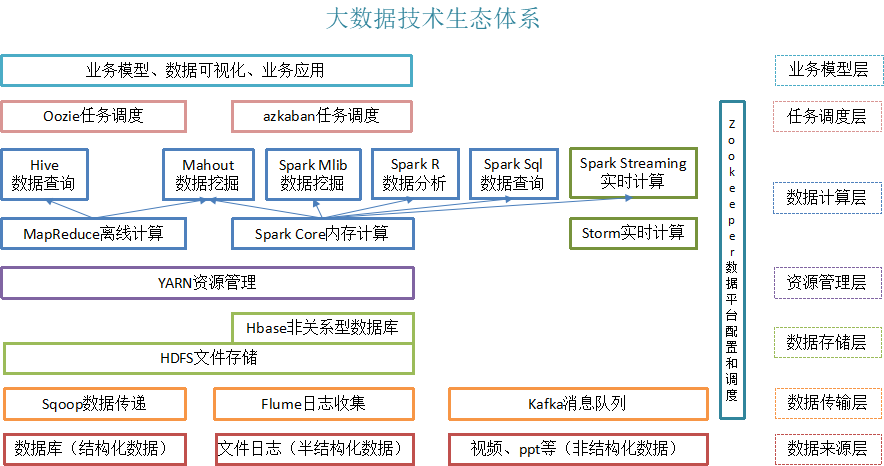 大数据技术生态体系
业务模型、数据可视化、业务应用
业务模型层
Oozie任务调度
azkaban任务调度
任务调度层
Hive
数据查询
Mahout
数据挖掘
Spark Mlib
数据挖掘
Spark R
数据分析
Spark Sql
数据查询
Spark Streaming
实时计算
数据计算层
MapReduce离线计算
Spark Core内存计算
Storm实时计算
Zookeeper数据平台配置和调度
YARN资源管理
资源管理层
Hbase非关系型数据库
HDFS文件存储
数据存储层
Sqoop数据传递
Flume日志收集
Kafka消息队列
数据传输层
数据库（结构化数据）
文件日志（半结构化数据）
视频、ppt等（非结构化数据）
数据来源层